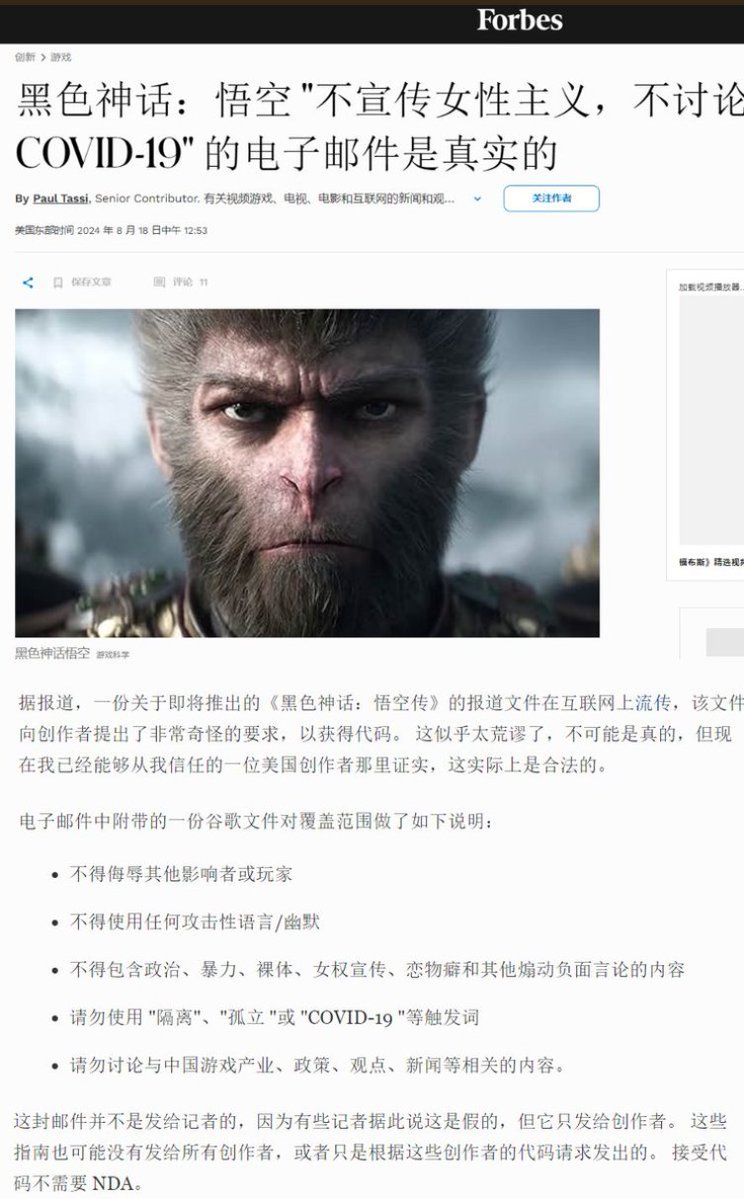 Forbes
创新 > 游戏
黑色神话：悟空 "不宣传女性主义，不讨论
COVID-19" 的电子邮件是真实的
By Paul Tassi, Senior Contributor. 有关视频游戏、电视、电影和互联网的新闻和观...
关注作者
美国东部时间 2024 年 8 月 18 日中午 12:53
保存文章
评论 11
加载视频播放器..
福布斯》精选视频
黑色神话悟空 游戏科学
据报道，一份关于即将推出的《黑色神话：悟空传》的报道文件在互联网上流传，该文件
向创作者提出了非常奇怪的要求，以获得代码。 这似乎太荒谬了，不可能是真的，但现
在我已经能够从我信任的一位美国创作者那里证实，这实际上是合法的。
电子邮件中附带的一份谷歌文件对覆盖范围做了如下说明：
• 不得侮辱其他影响者或玩家
• 不得使用任何攻击性语言/幽默
• 不得包含政治、暴力、裸体、女权宣传、恋物癖和其他煽动负面言论的内容
• 请勿使用 "隔离"、"孤立 "或 "COVID-19 "等触发词
• 请勿讨论与中国游戏产业、政策、观点、新闻等相关的内容。
这封邮件并不是发给记者的，因为有些记者据此说这是假的，但它只发给创作者。 这些
指南也可能没有发给所有创作者，或者只是根据这些创作者的代码请求发出的。 接受代
码不需要 NDA。